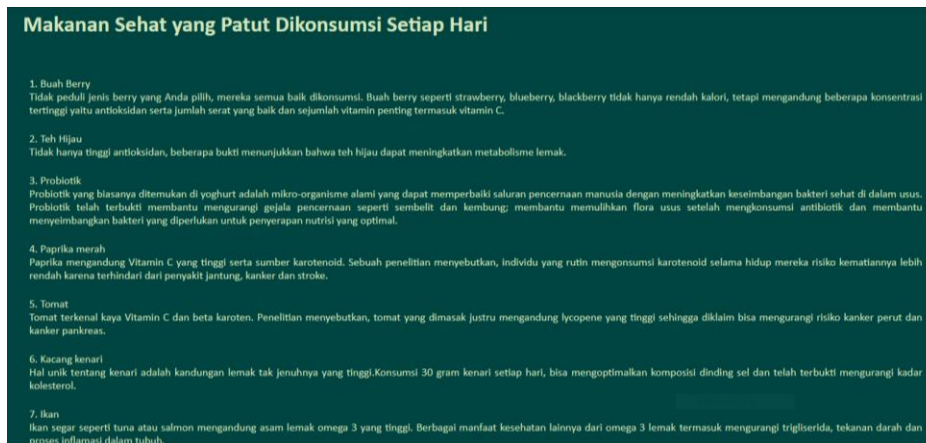 Makanan Sehat yang Patut Dikonsumsi Setiap Hari
1. Buah Berry
Tidak peduli jenis berry yang Anda pilih, mereka semua baik dikonsumsi. Buah berry seperti strawberry, blueberry, blackberry tidak hanya rendah kalori, tetapi mengandung beberapa konsentrasi
tertinggi yaitu antioksidan serta jumlah serat yang baik dan sejumlah vitamin penting termasuk vitamin C.
2. Teh Hijau
Tidak hanya tinggi antioksidan, beberapa bukti menunjukkan bahwa teh hijau dapat meningkatkan metabolisme lemak.
3. Probiotik
Probiotik yang biasanya ditemukan di yoghurt adalah mikro-organisme alami yang dapat memperbaiki saluran pencernaan manusia dengan meningkatkan keseimbangan bakteri sehat di dalam usus.
Probiotik telah terbukti membantu mengurangi gejala pencernaan seperti sembelit dan kembung; membantu memulihkan flora usus setelah mengkonsumsi antibiotik dan membantu
menyeimbangkan bakteri yang diperlukan untuk penyerapan nutrisi yang optimal.
4. Paprika merah
Paprika mengandung Vitamin C yang tinggi serta sumber karotenoid. Sebuah penelitian menyebutkan, individu yang rutin mengonsumsi karotenoid selama hidup mereka risiko kematiannya lebih
rendah karena terhindari dari penyakit jantung, kanker dan stroke.
5. Tomat
Tomat terkenal kaya Vitamin C dan beta karoten. Penelitian menyebutkan, tomat yang dimasak justru mengandung lycopene yang tinggi sehingga diklaim bisa mengurangi risiko kanker perut dan
kanker pankreas.
6. Kacang kenari
Hal unik tentang kenari adalah kandungan lemak tak jenuhnya yang tinggi.Konsumsi 30 gram kenari setiap hari, bisa mengoptimalkan komposisi dinding sel dan telah terbukti mengurangi kadar
kolesterol.
7. Ikan
Ikan segar seperti tuna atau salmon mengandung asam lemak omega 3 yang tinggi. Berbagai manfaat kesehatan lainnya dari omega 3 lemak termasuk mengurangi trigliserida, tekanan darah dan
proses inflamasi dalam tubuh.